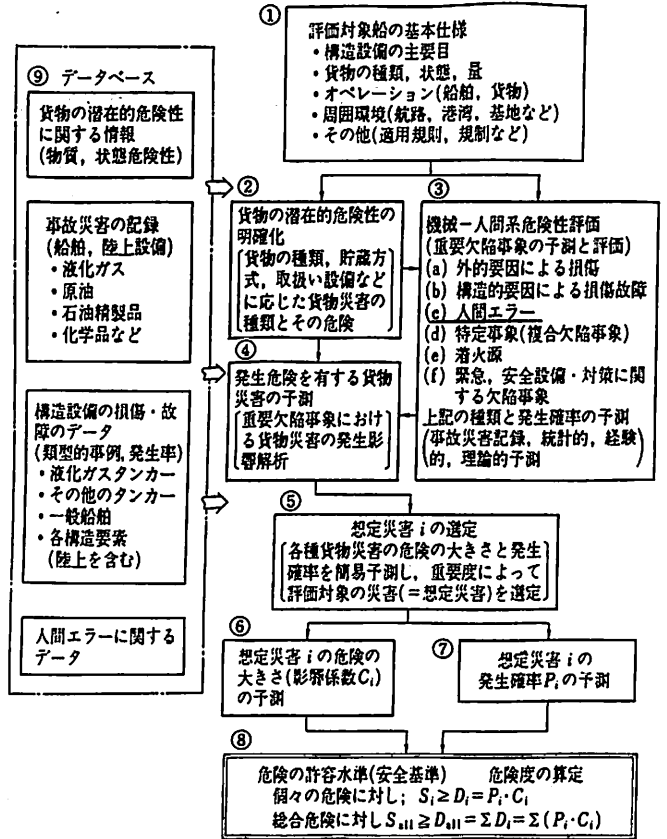 ①
評価対象船の基本仕様
・構造設備の主要目
・貨物の種類，状態，量
・オペレーション(船舶，貨物)
・周囲環境(航路，港湾，基地など)
・その他(適用規則，規制など)
⑨ データベース
貨物の潜在的危険性
に関する情報
(物質，状態危険性)
事故災害の記録
(船舶，陸上設備)
・液化ガス
・原油
・石油精製品
・化学品など
構造設備の損傷・故
障のデータ
(類型的事例，発生率)
・液化ガスタンカー
・その他のタンカー
・一般船舶
・各構造要素
(陸上を含む)
人間エラーに関する
データ
②
貨物の潜在的危険性の
明確化
貨物の種類，貯蔵方
式，取扱い設備など
に応じた貨物災害の
種類とその危険
③
機械－人間系危険性評価
(重要欠陥事象の予測と評価)
(a) 外的要因による損傷
(b) 構造的要因による損傷故障
(c) 人間エラー
(d) 特定事象(複合欠陥事象)
(e) 着火源
(f) 緊急，安全設備・対策に関
する欠陥事象
上記の種類と発生確率の予測
(事故災害記録，統計的，経験
的，理論的予測)
④
発生危険を有する貨物
災害の予測
重要欠陥事象におけ
る貨物災害の発生影
響解析
⑤
想定災害 i の選定
各種貨物災害の危険の大きさと発生
確率を簡易予測し，重要度によって
評価対象の災害(＝想定災害)を選定
⑥
想定災害 i の危険の
大きさ(影響係数Ci)
の予測
⑦
想定災害 i の
発生確率Pi の予測
⑧
危険の許容水準(安全基準) 危険度の算定
個々の危険に対し； Si ≥ Di = Pi・Ci
総合危険に対し Sall ≥ Dall = ΣDi = Σ(Pi・Ci)